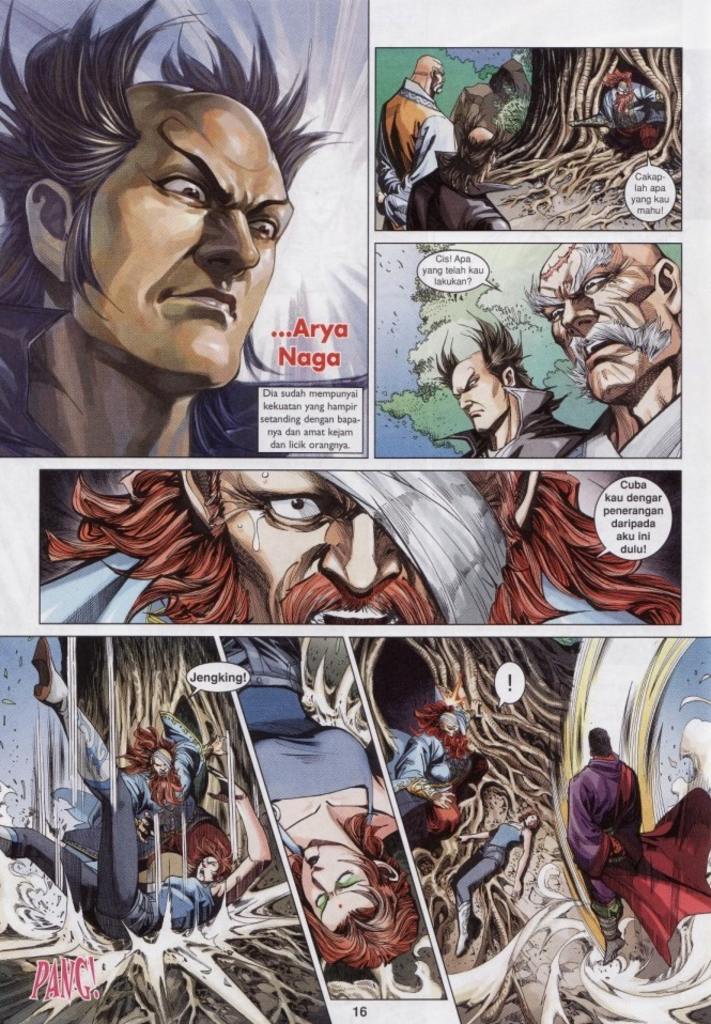 ...Arya
Naga
Dia sudah mempunyai
kekuatan yang hampir
setanding dengan bapa-
nya dan amat kejam
dan licik orangnya.
Cakap-
lah apa
yang kau
mahu!
Cis! Apa
yang telah kau
lakukan?
Cuba
kau dengar
penerangan
daripada
aku ini
dulu!
Jengking!
!
PANG!
16